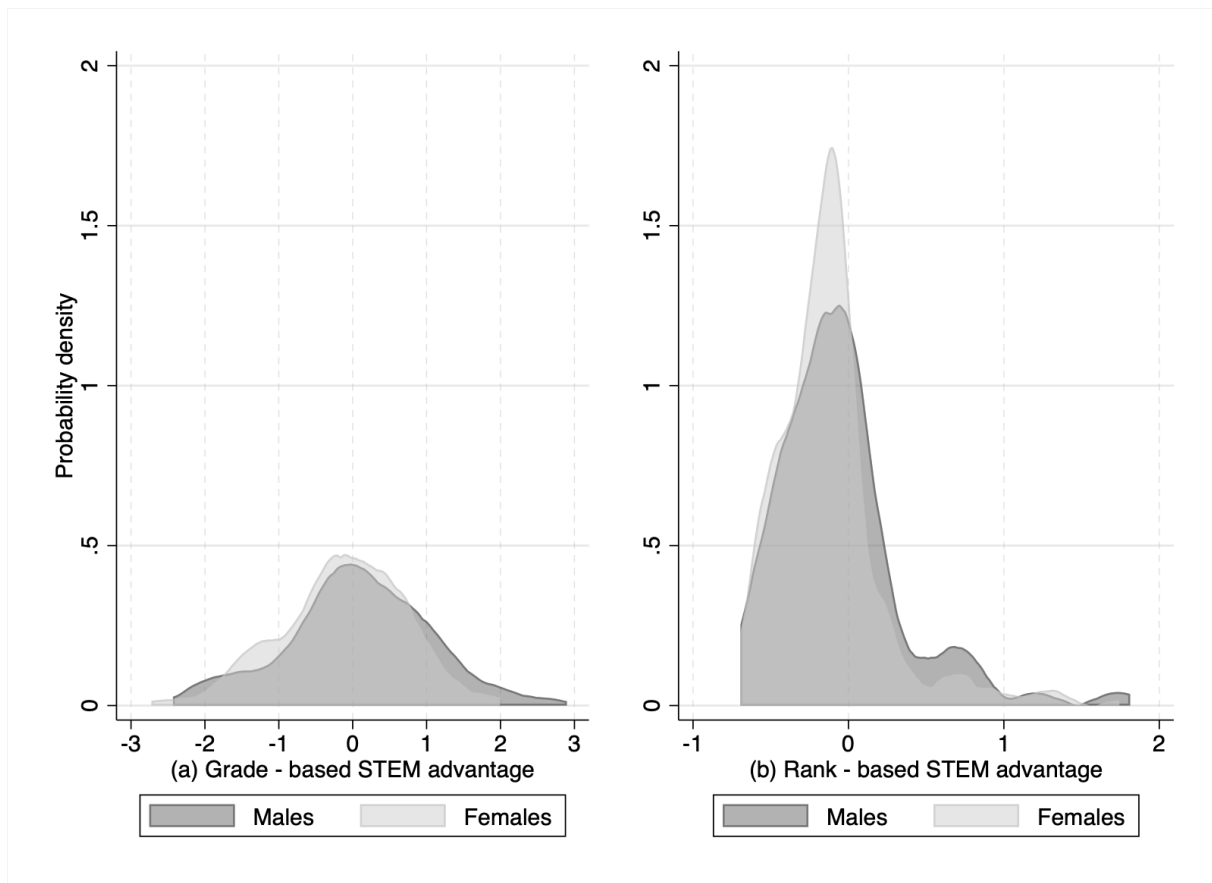 Probability density
2
1.5
1
.5
0
-3 -2 -1 0 1 2 3
(a) Grade - based STEM advantage
Males Females
2
1.5
1
.5
0
-1 0 1 2
(b) Rank - based STEM advantage
Males Females